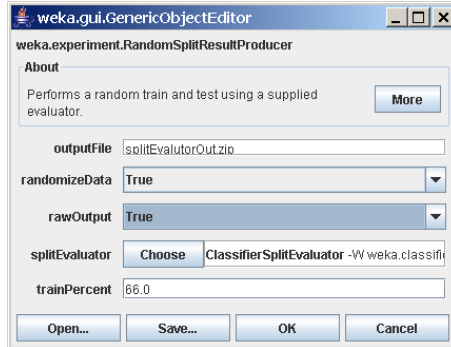 weka.gui.GenericObjectEditor
weka.experiment.RandomSplitResultProducer
About
Performs a random train and test using a supplied
evaluator.
More
outputFile splitEvalutorOut.zip
randomizeData True
rawOutput True
splitEvaluator Choose ClassifierSplitEvaluator -W weka.classifi
trainPercent 66.0
Open... Save... OK Cancel